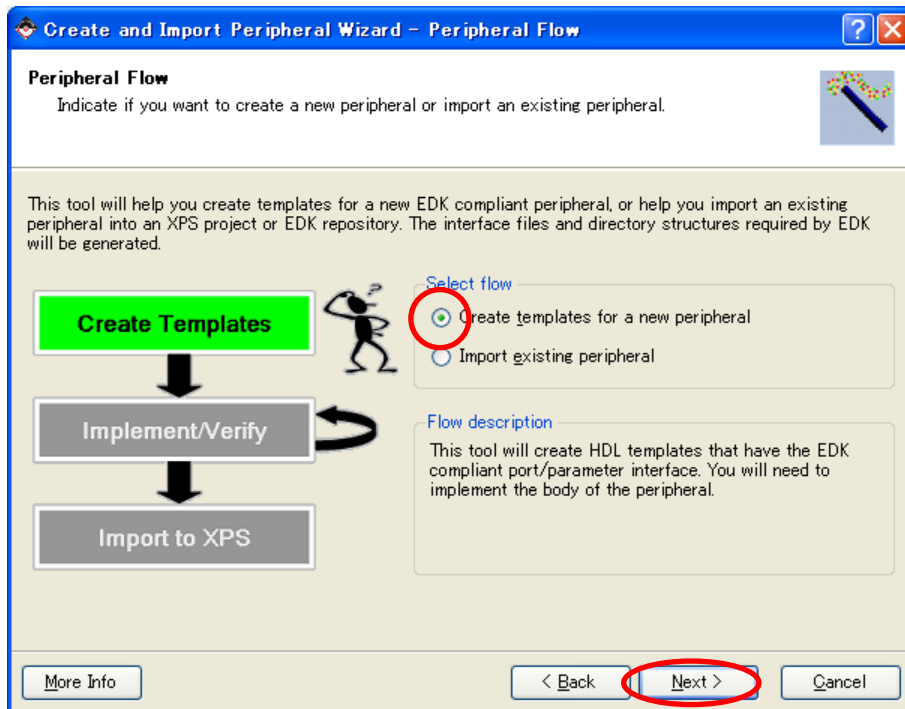 Create and Import Peripheral Wizard - Peripheral Flow
Peripheral Flow
Indicate if you want to create a new peripheral or import an existing peripheral.
This tool will help you create templates for a new EDK compliant peripheral, or help you import an existing
peripheral into an XPS project or EDK repository. The interface files and directory structures required by EDK
will be generated.
Create Templates
Implement/Verify
Import to XPS
Select flow
Create templates for a new peripheral
Import existing peripheral
Flow description
This tool will create HDL templates that have the EDK
compliant port/parameter interface. You will need to
implement the body of the peripheral.
More Info
< Back
Next >
Cancel